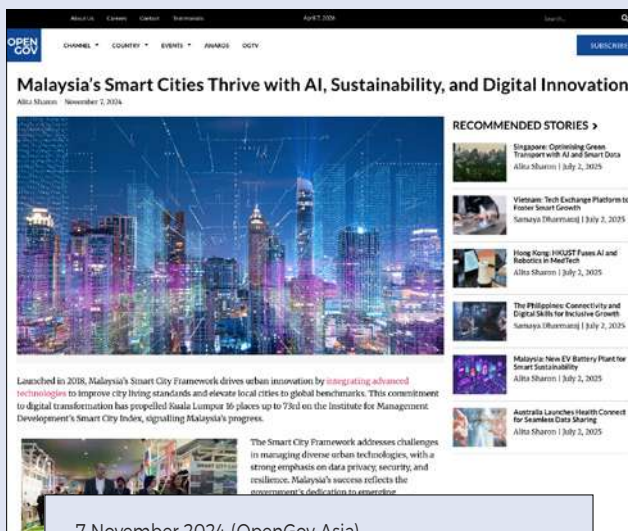 About Us Careers Contact Testimonials
April 7, 2026
Search...
OPEN
GOV
CHANNEL COUNTRY EVENTS AWARDS OGTV
SUBSCRIBE
Malaysia's Smart Cities Thrive with AI, Sustainability, and Digital Innovation
Alita Sharon November 7, 2024
RECOMMENDED STORIES >
Singapore: Optimising Green
Transport with AI and Smart Data
Alita Sharon | July 2, 2025
Vietnam: Tech Exchange Platform to
Foster Smart Growth
Samaya Dharmaraj | July 2, 2025
Hong Kong: HKUST Fuses AI and
Robotics in MedTech
Alita Sharon | July 2, 2025
The Philippines: Connectivity and
Digital Skills for Inclusive Growth
Samaya Dharmaraj | July 2, 2025
Malaysia: New EV Battery Plant for
Smart Sustainability
Alita Sharon | July 2, 2025
Australia Launches Health Connect
for Seamless Data Sharing
Alita Sharon | July 2, 2025
Launched in 2018, Malaysia's Smart City Framework drives urban innovation by integrating advanced
technologies to improve city living standards and elevate local cities to global benchmarks. This commitment
to digital transformation has propelled Kuala Lumpur 16 places up to 73rd on the Institute for Management
Development's Smart City Index, signalling Malaysia's progress.
The Smart City Framework addresses challenges
in managing diverse urban technologies, with a
strong emphasis on data privacy, security, and
resilience. Malaysia's success reflects the
government's dedication to emerging
7 November 2024 (OpenGov Asia)